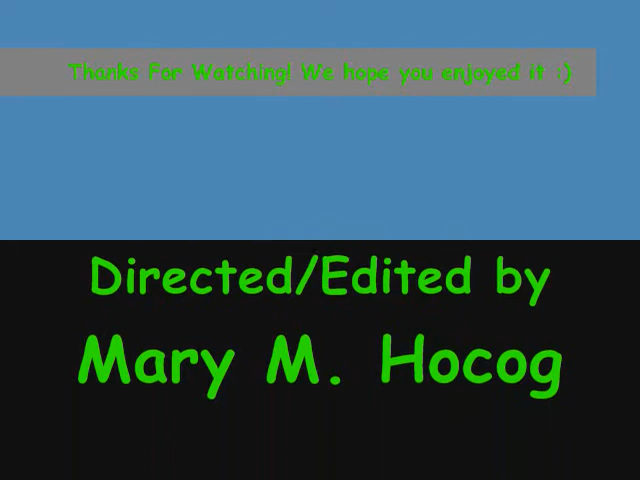 Thanks For Watching! We hope you enjoyed it :)
Directed/Edited by
Mary M. Hocog